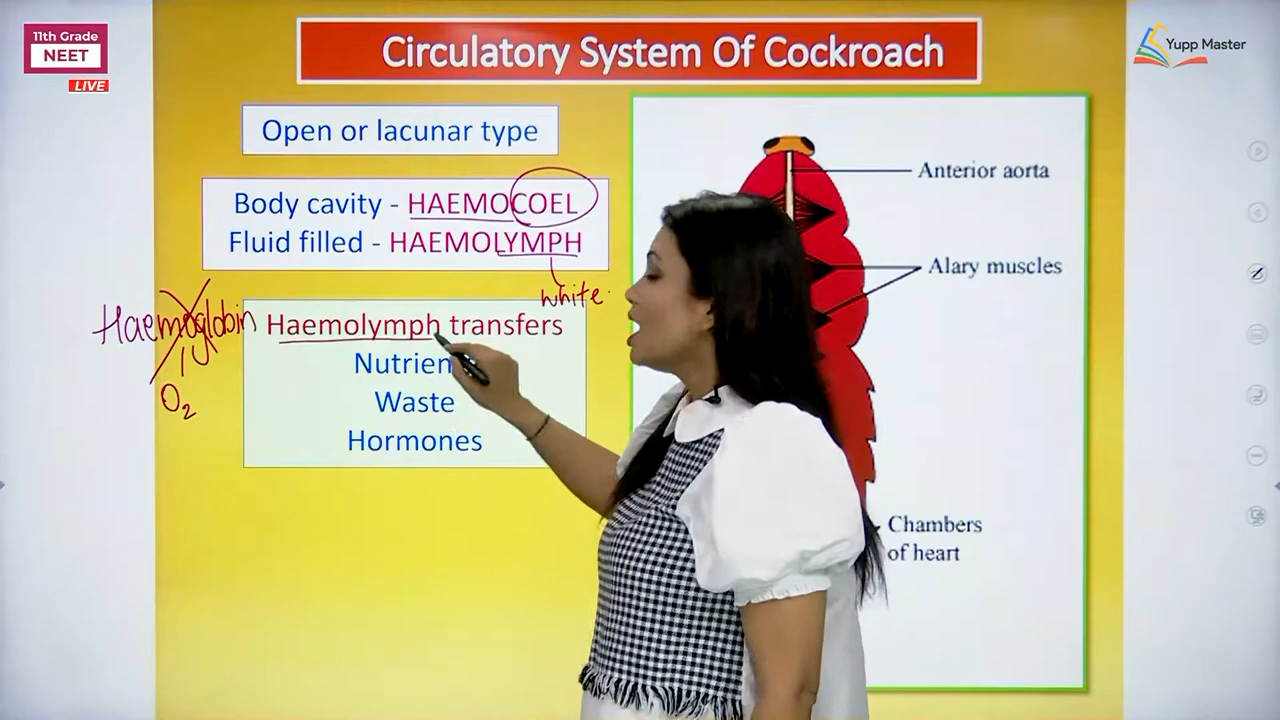 11th Grade
NEET
LIVE
Circulatory System Of Cockroach
Yupp Master
Open or lacunar type
Body cavity - HAEMOCOEL
Fluid filled - HAEMOLYMPH
white
Haemoglobin
O2
Haemolymph transfers
Nutrien
Waste
Hormones
Anterior aorta
Alary muscles
Chambers
of heart